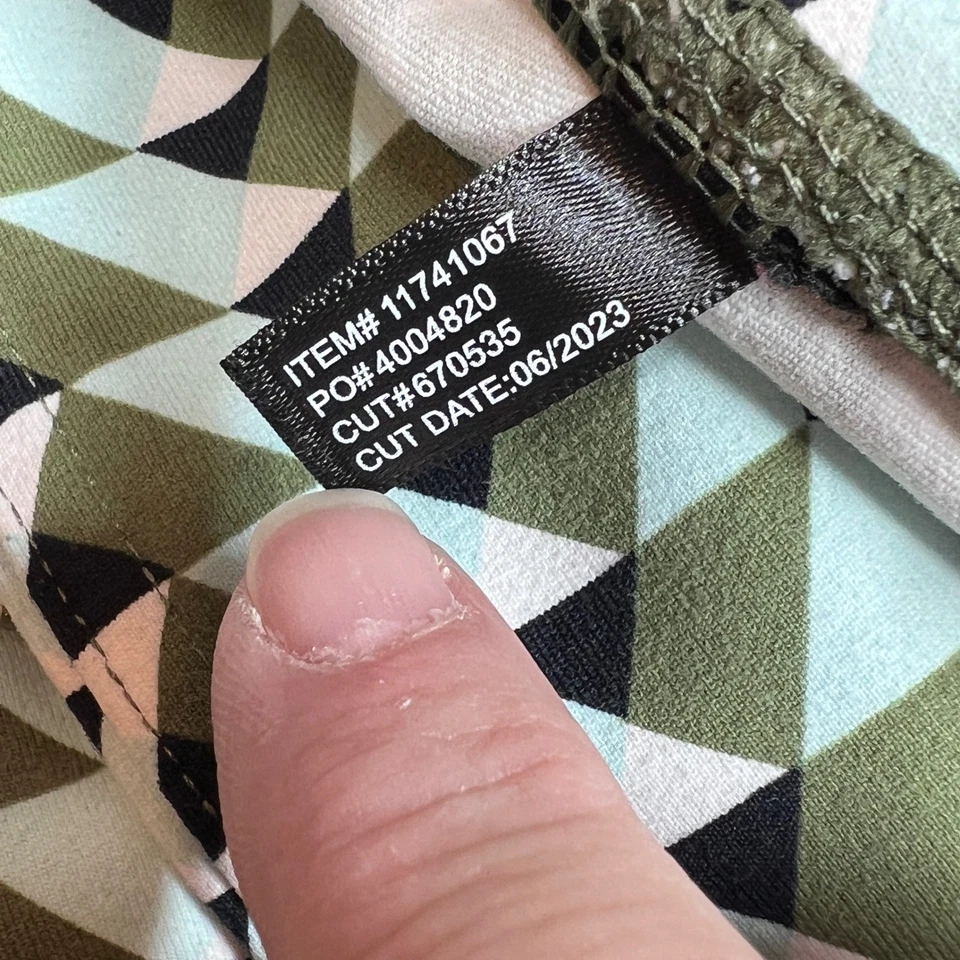 ITEM# 11741067
PO#4004820
CUT#670535
CUT DATE:06/2023